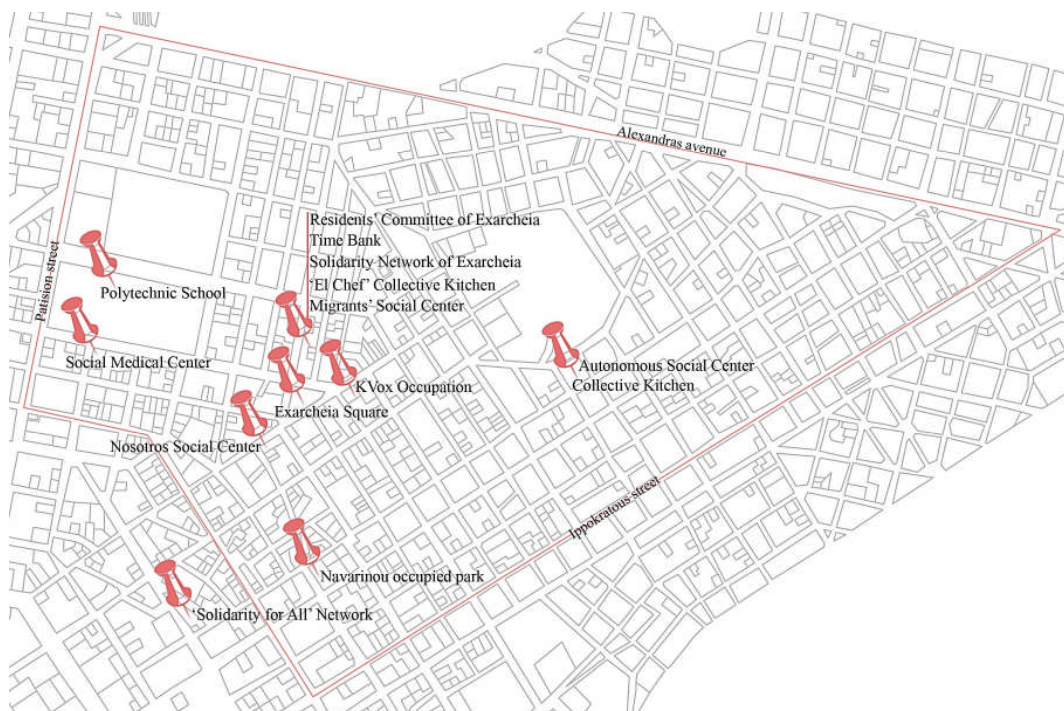 Alexandras avenue
Residents' Committee of Exarcheia
Time Bank
Solidarity Network of Exarcheia
'El Chef' Collective Kitchen
Migrants' Social Center
Patision street
Polytechnic School
Social Medical Center
Autonomous Social Center
Collective Kitchen
KVox Occupation
Exarcheia Square
Nosotros Social Center
Ippokratous street
Navarinou occupied park
'Solidarity for All' Network